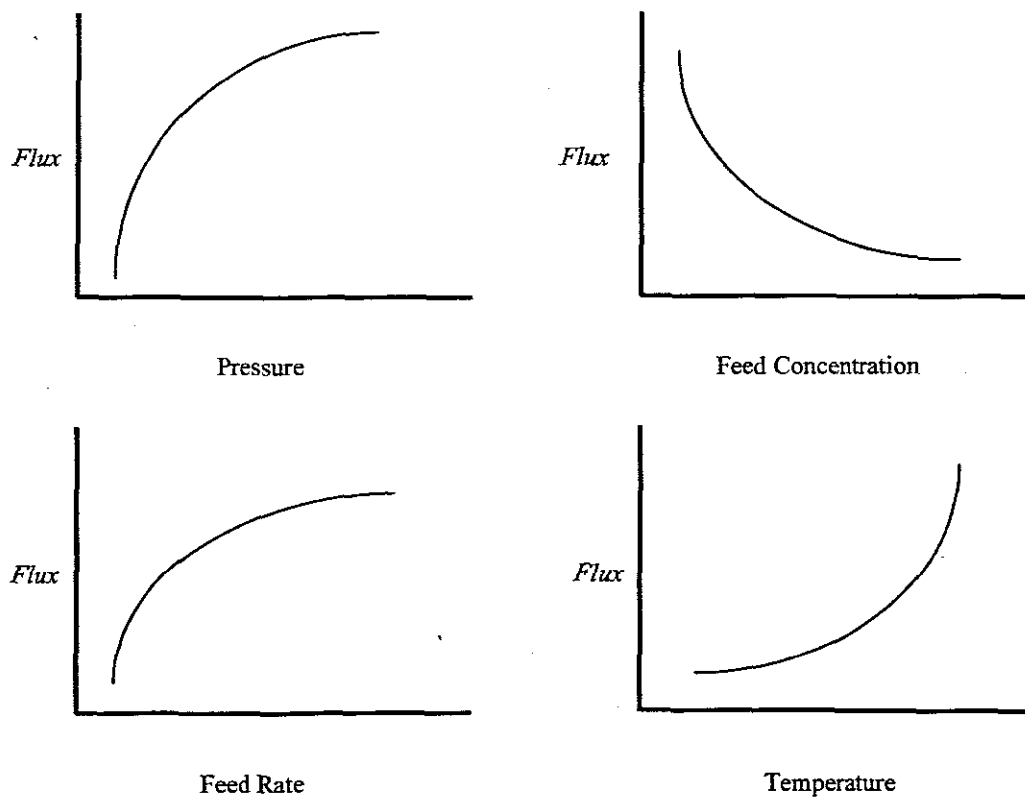 Flux
Flux
Pressure
Feed Concentration
Flux
Flux
Feed Rate
Temperature